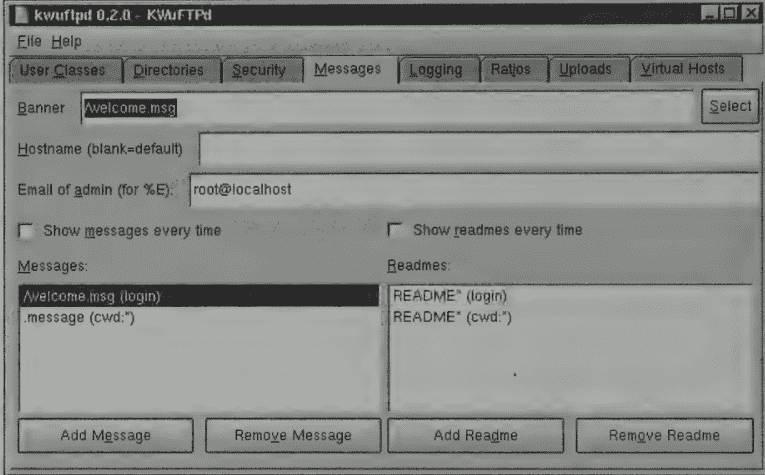 kwuftpd 0.2.0 - KWuFTPd
File Help
User Classes Directories Security Messages Logging Ratios Uploads Virtual Hosts
Banner /welcome.msg Select
Hostname (blank=default)
Email of admin (for %E): root@localhost
Show messages every time Show readmes every time
Messages: Readmes:
/welcome.msg (login) README* (login)
.message (cwd:*) README* (cwd:*)
Add Message Remove Message Add Readme Remove Readme